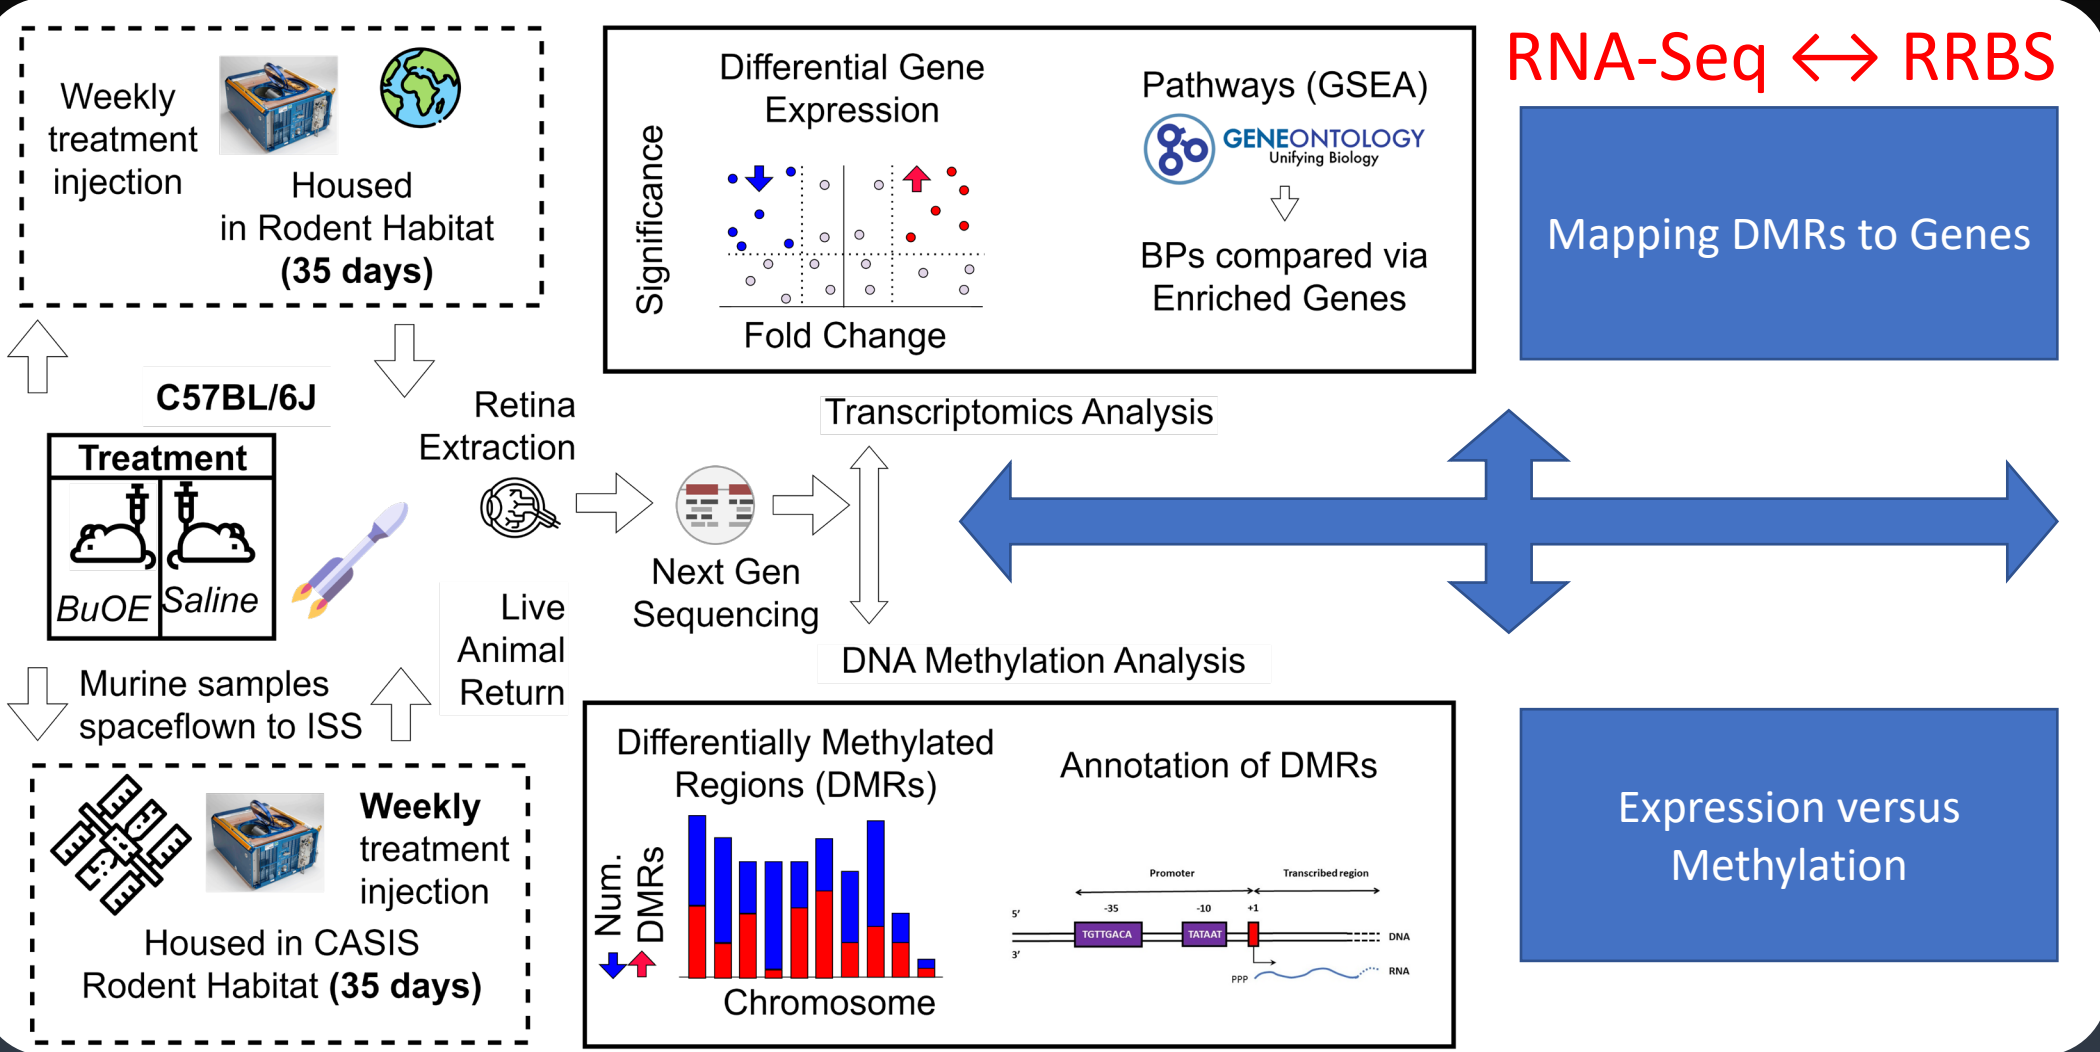 Weekly
treatment
injection
Housed
in Rodent Habitat
(35 days)
C57BL/6J
Treatment
BuOE
Saline
Murine samples
spaceflown to ISS
Weekly
treatment
injection
Housed in CASIS
Rodent Habitat (35 days)
Retina
Extraction
Live
Animal
Return
Next Gen
Sequencing
Differential Gene
Expression
Significance
Fold Change
Pathways (GSEA)
go
GENEONTOLOGY
Unifying Biology
BPs compared via
Enriched Genes
Transcriptomics Analysis
DNA Methylation Analysis
Differentially Methylated
Regions (DMRs)
Num.
DMRs
Chromosome
Annotation of DMRs
Promoter
Transcribed region
-35
-10
+1
5'
TGTTGACA
TATAAT
DNA
3'
PPP
RNA
RNA-Seq ↔ RRBS
Mapping DMRs to Genes
Expression versus
Methylation